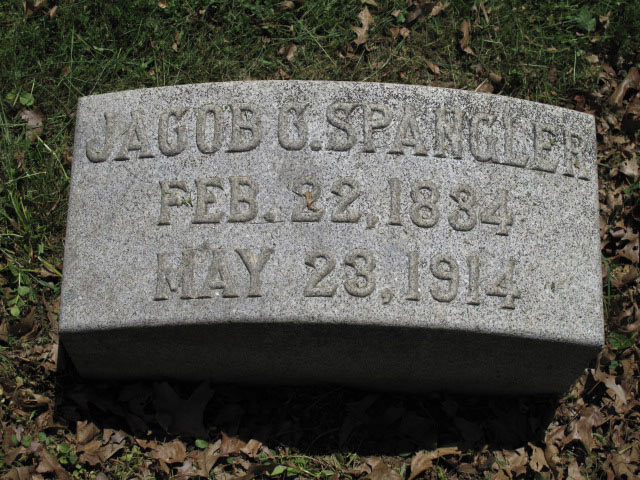 JACOB C. SPANGLER
FEB. 22, 1834
MAY 23, 1914